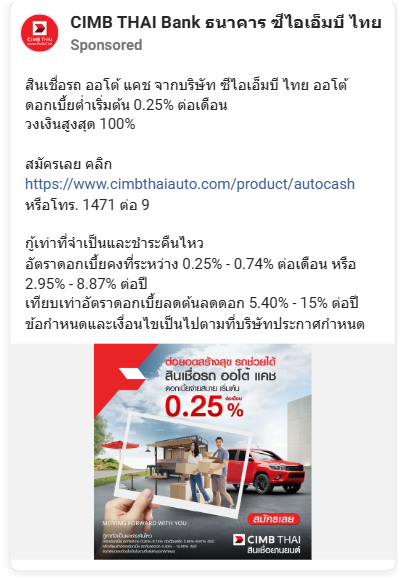 CIMB THAI
CIMB THAI Bank ธนาคาร ซีไอเอ็มบี ไทย
Sponsored
สินเชื่อรถ ออโต้ แคช จากบริษัท ซีไอเอ็มบี ไทย ออโต้
ดอกเบี้ยต่ำเริ่มต้น 0.25% ต่อเดือน
วงเงินสูงสุด 100%
สมัครเลย คลิก
https://www.cimbthaiauto.com/product/autocash
หรือโทร. 1471 ต่อ 9
กู้เท่าที่จำเป็นและชำระคืนไหว
อัตราดอกเบี้ยคงที่ระหว่าง 0.25% - 0.74% ต่อเดือน หรือ
2.95% - 8.87% ต่อปี
เทียบเท่าอัตราดอกเบี้ยลดต้นลดดอก 5.40% - 15% ต่อปี
ข้อกำหนดและเงื่อนไขเป็นไปตามที่บริษัทประกาศกำหนด
ต่อยอดสร้างสุข รถช่วยได้
สินเชื่อรถ ออโต้ แคช
ดอกเบี้ยจ่ายสบาย เริ่มต้น
0.25% ต่อเดือน
MOVING FORWARD WITH YOU
สมัครเลย
กู้เท่าที่จำเป็นและชำระคืนไหว
CIMB THAI
สินเชื่อยานยนต์